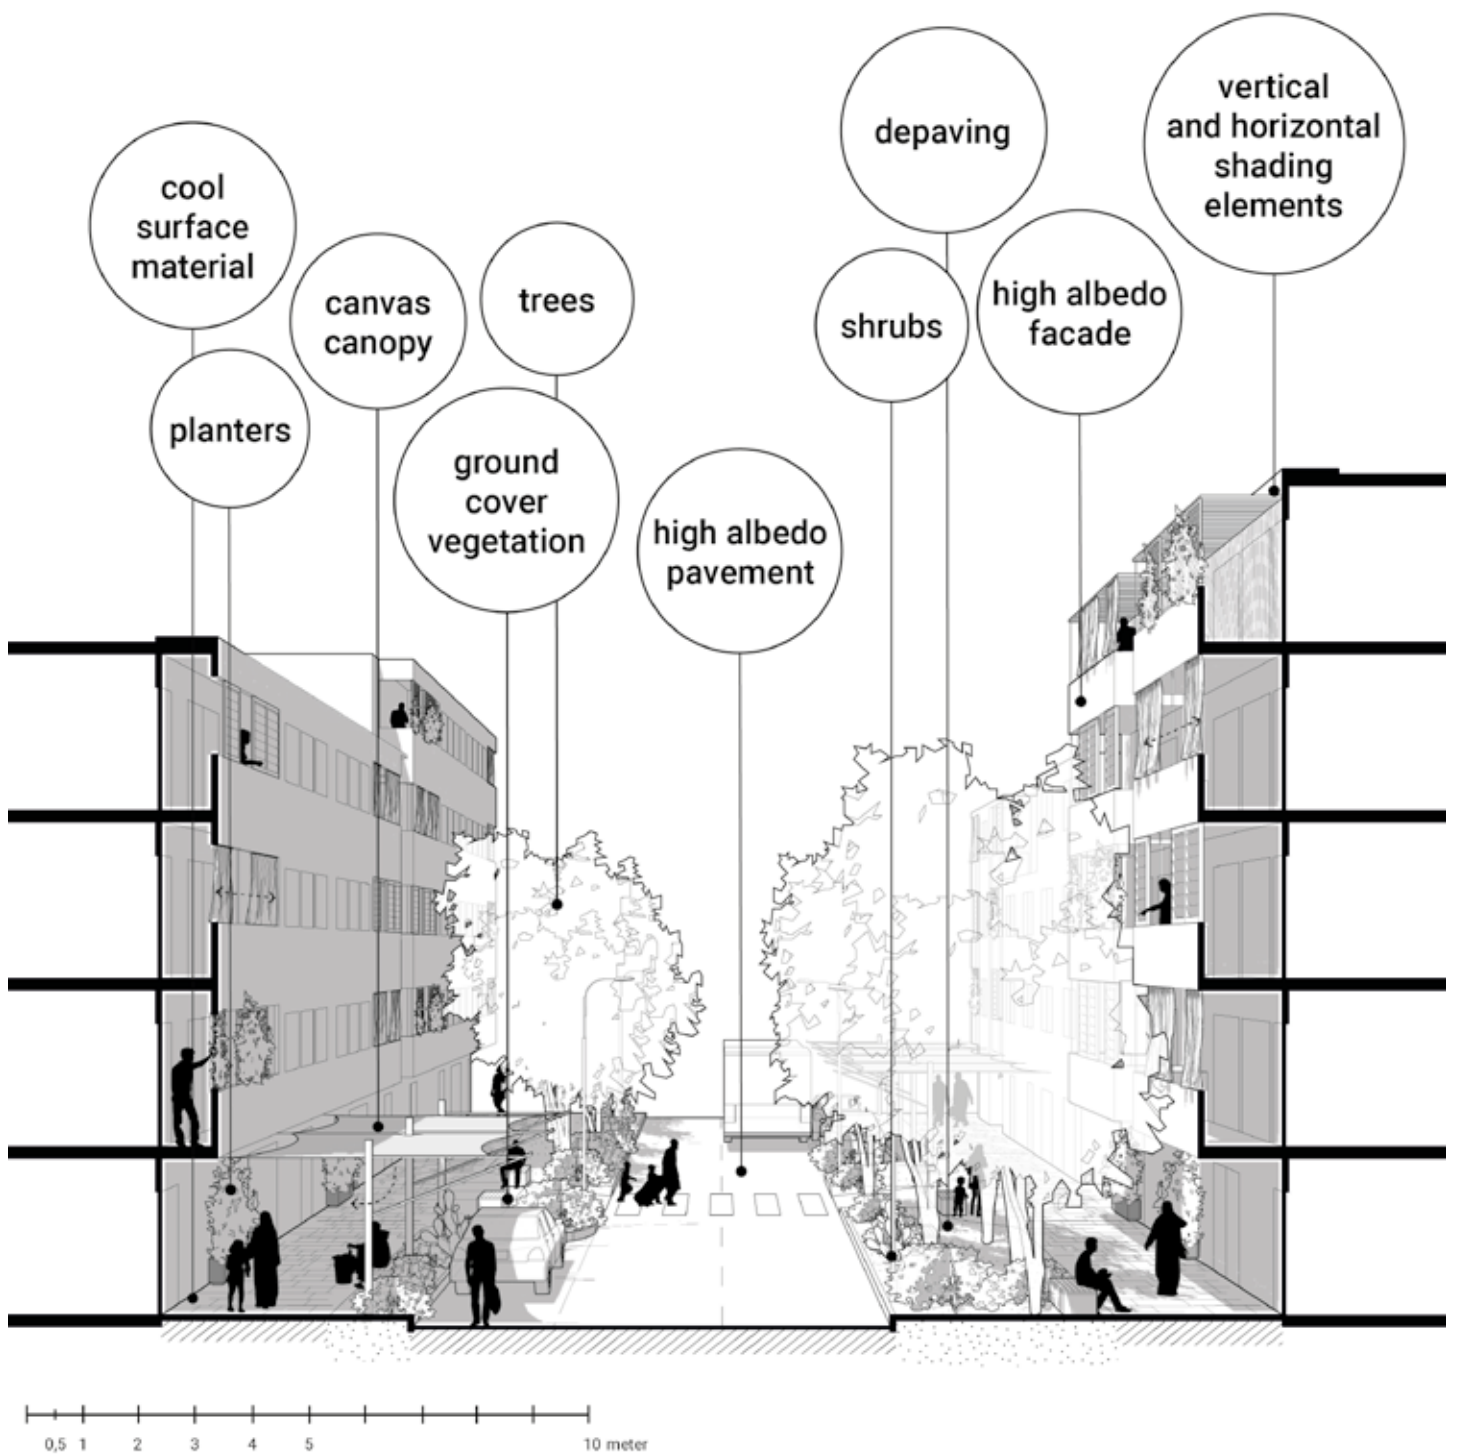 vertical
and horizontal
shading
elements
depaving
cool
surface
material
canvas
canopy
trees
shrubs
high albedo
facade
planters
ground
cover
vegetation
high albedo
pavement
0,5 1 2 3 4 5 10 meter